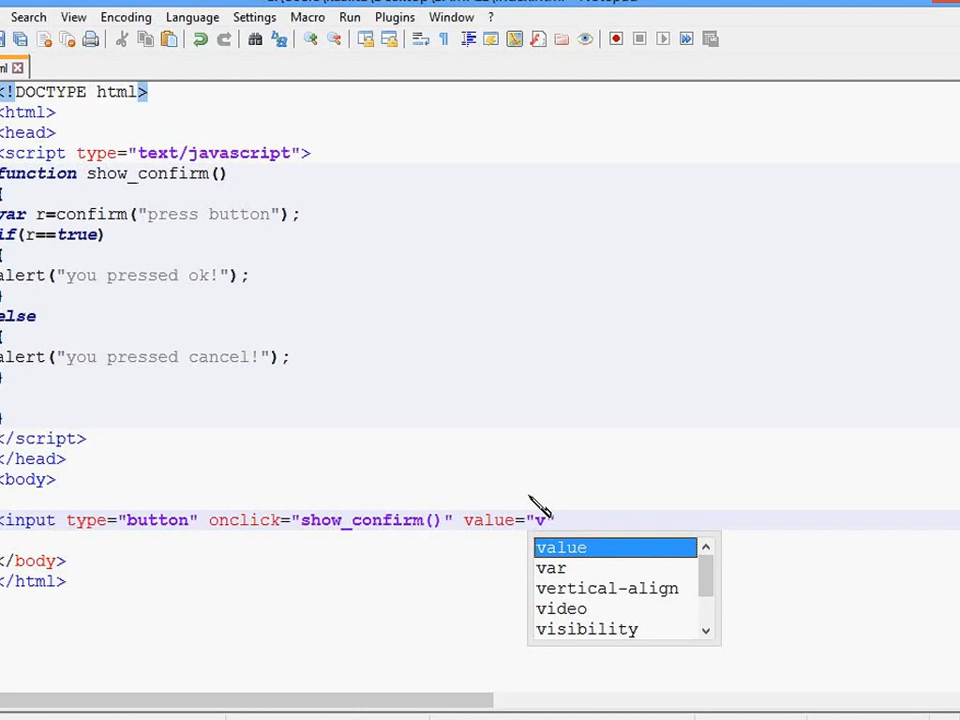 Search View Encoding Language Settings Macro Run Plugins Window ?
<!DOCTYPE html>
<html>
<head>
<script type="text/javascript">
function show_confirm()
{
var r=confirm("press button");
if(r==true)
{
alert("you pressed ok!");
}
else
{
alert("you pressed cancel!");
}
}
</script>
</head>
<body>
<input type="button" onclick="show_confirm()" value="v"
value
var
vertical-align
video
visibility
</body>
</html>